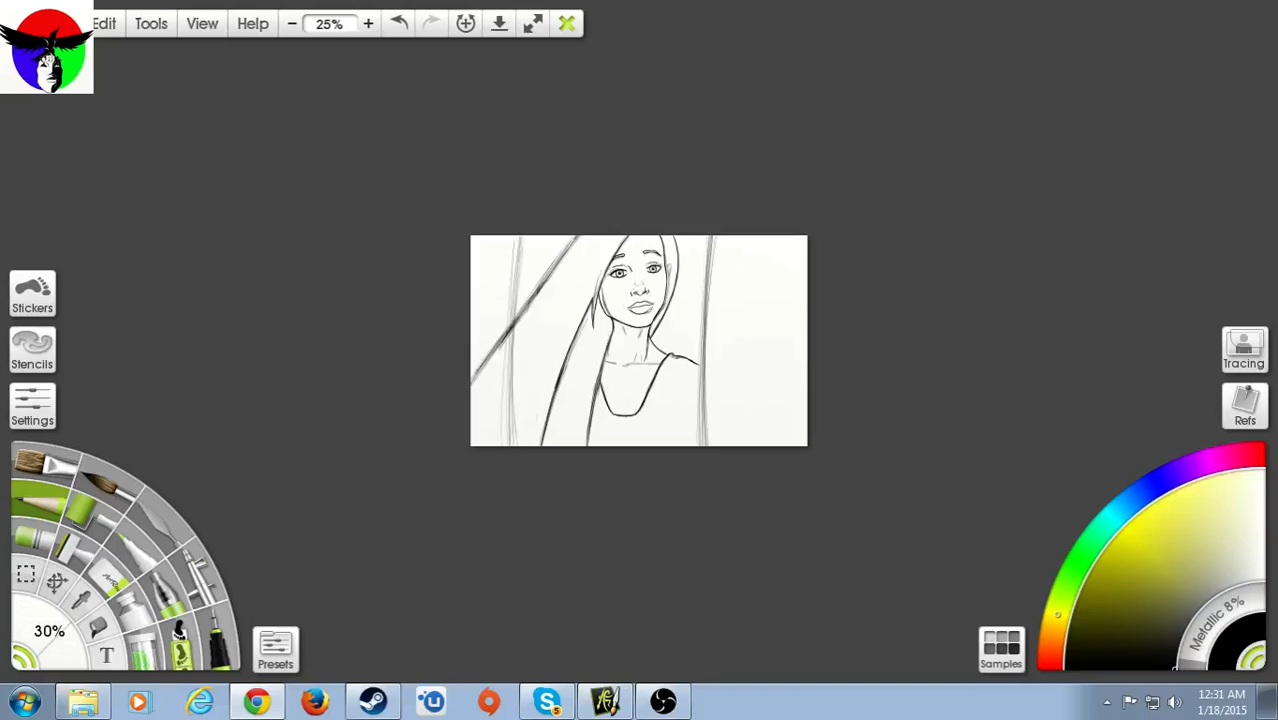 Edit Tools View Help − 25% +
Stickers
Stencils
Settings
Tracing
Refs
30%
T
Presets
Samples
Metallic 8%
5
12:31 AM
1/18/2015